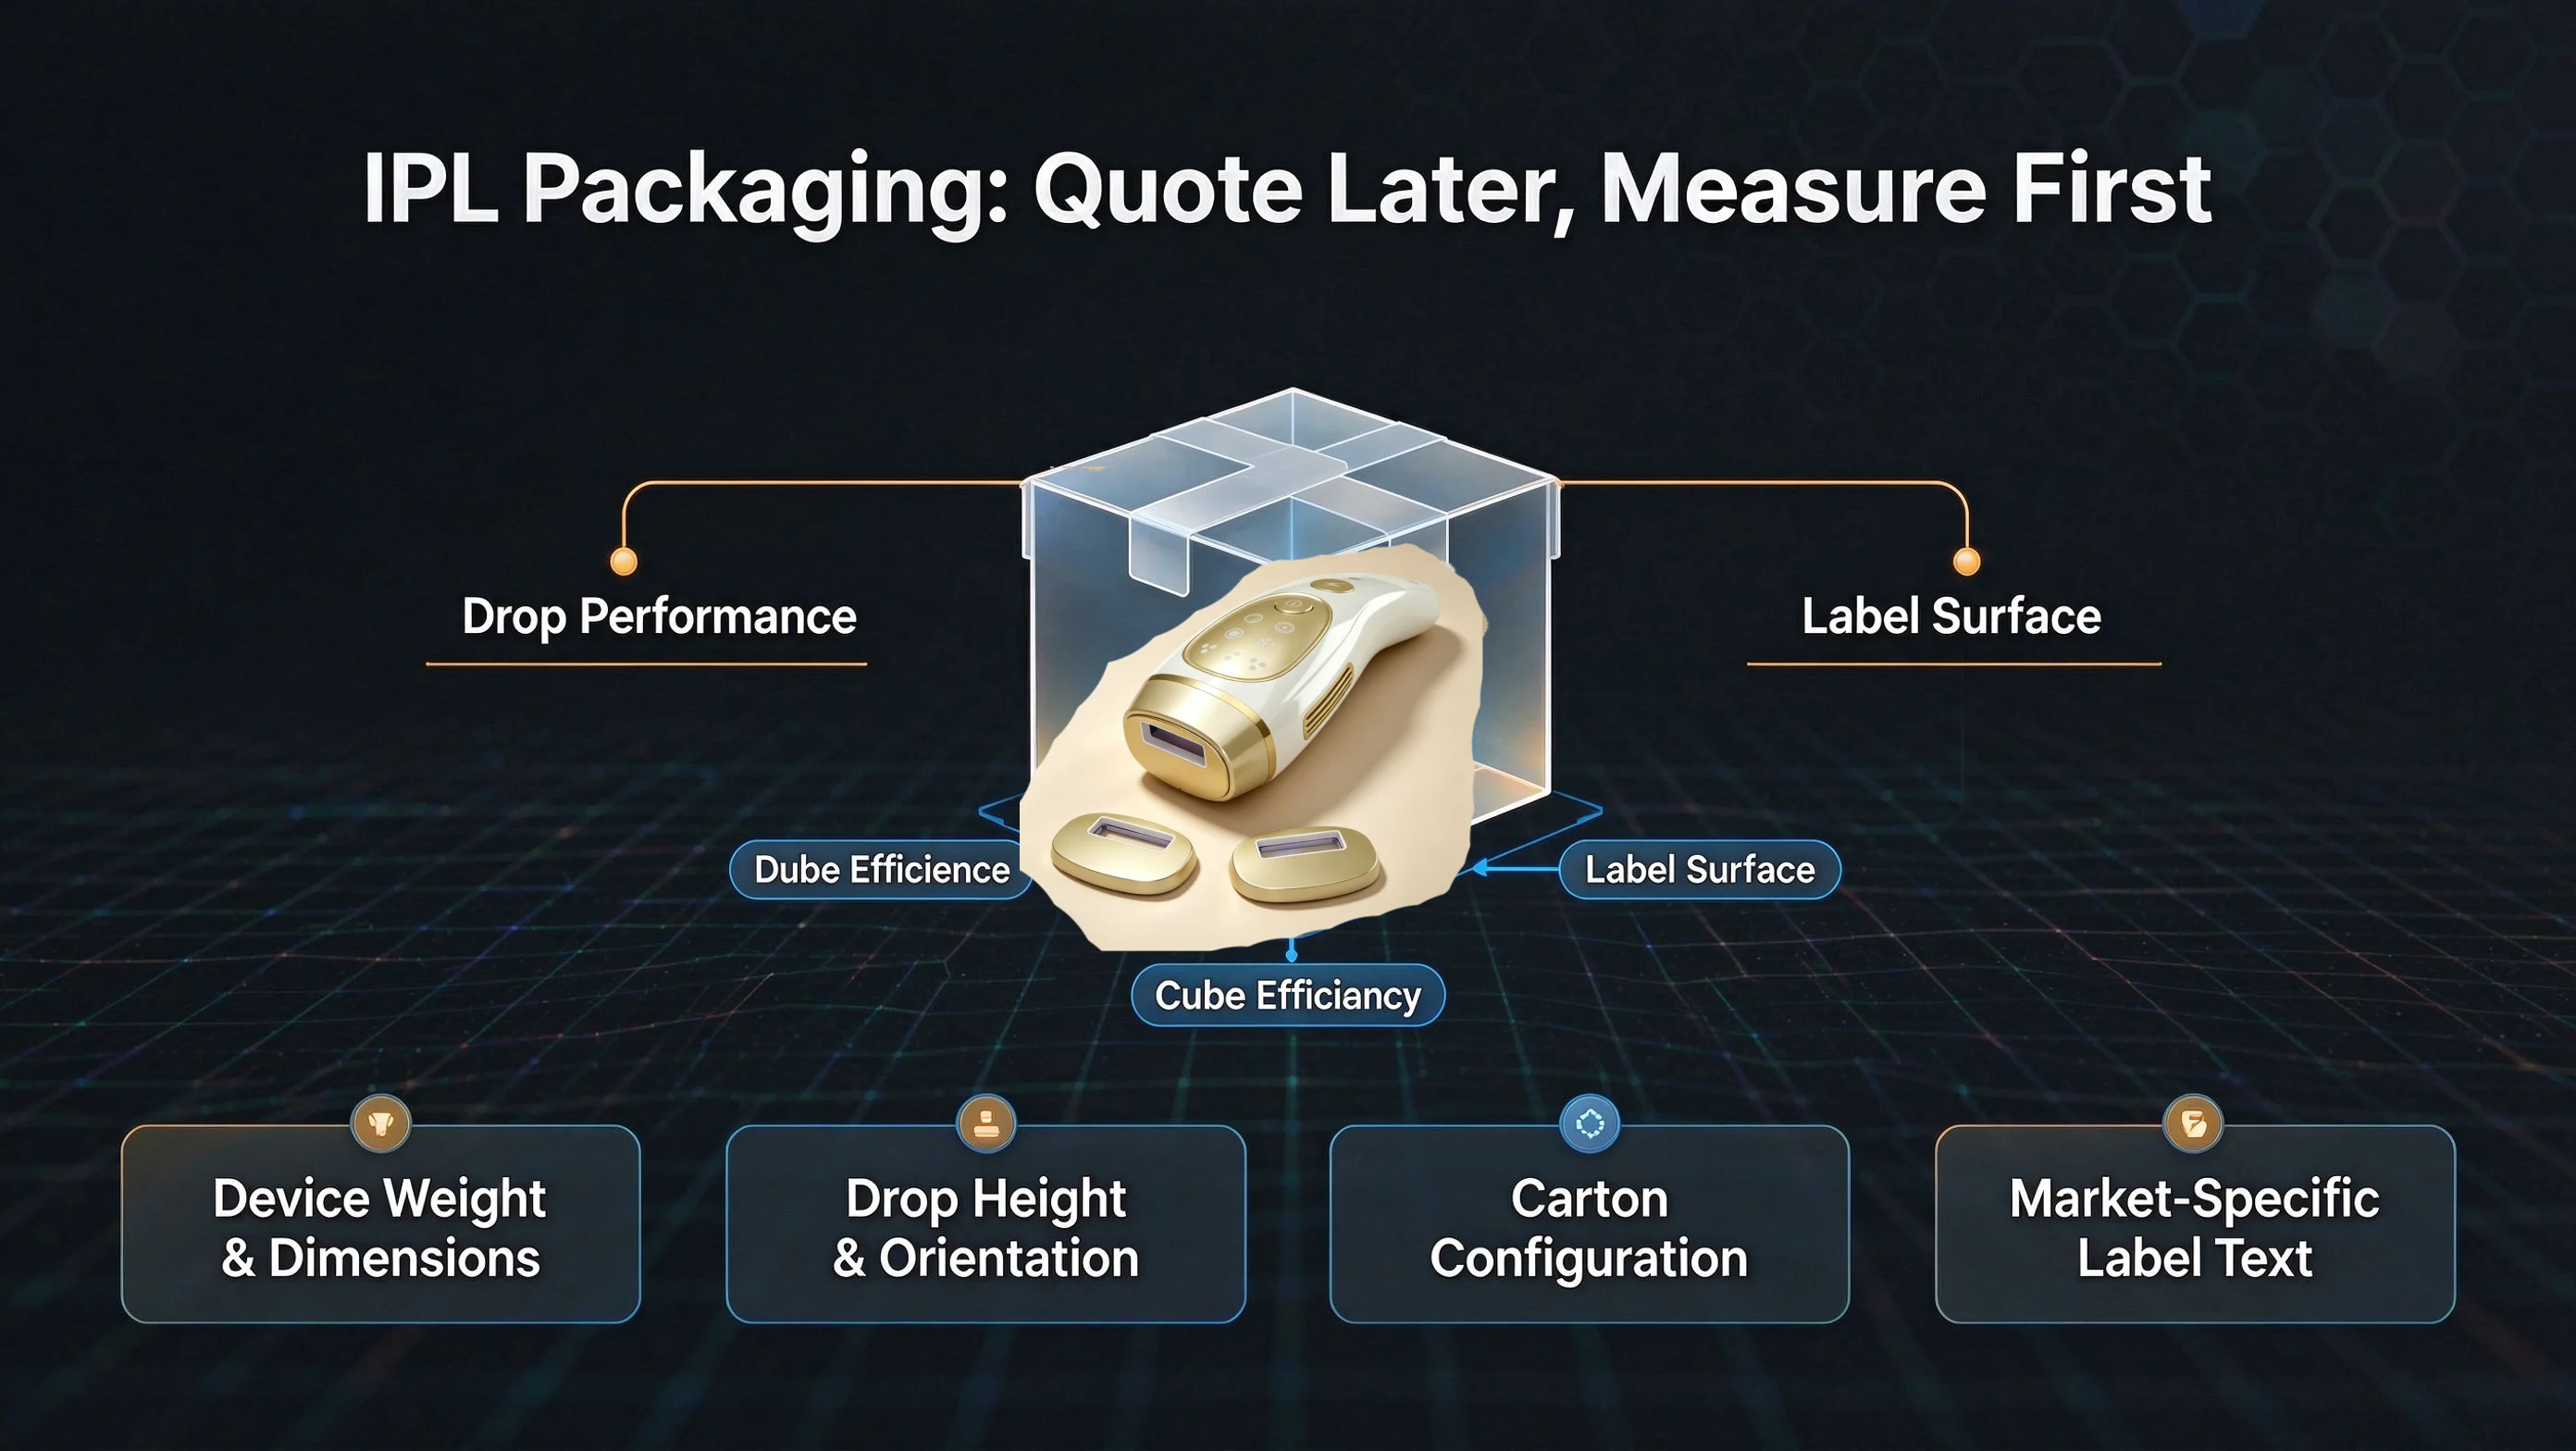 IPL Packaging: Quote Later, Measure First
Drop Performance
Label Surface
Dube Efficience
Label Surface
Cube Efficiancy
Device Weight
& Dimensions
Drop Height
& Orientation
Carton
Configuration
Market-Specific
Label Text